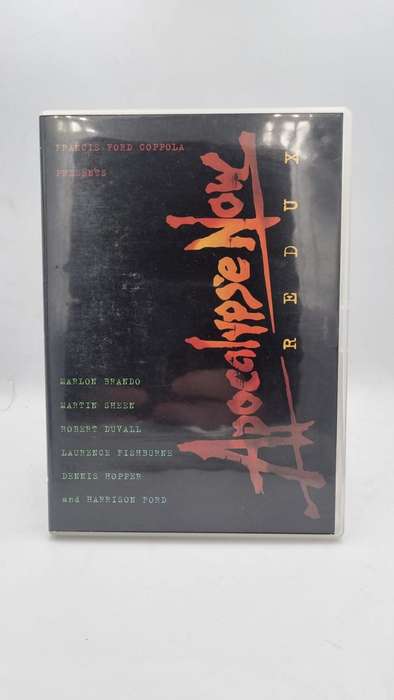 FRANCIS FORD COPPOLA
PRESENTS
Apocalypse Now
REDUX
MARLON BRANDO
MARTIN SHEEN
ROBERT DUVALL
LAURENCE FISHBURNE
DENNIS HOPPER
and HARRISON FORD